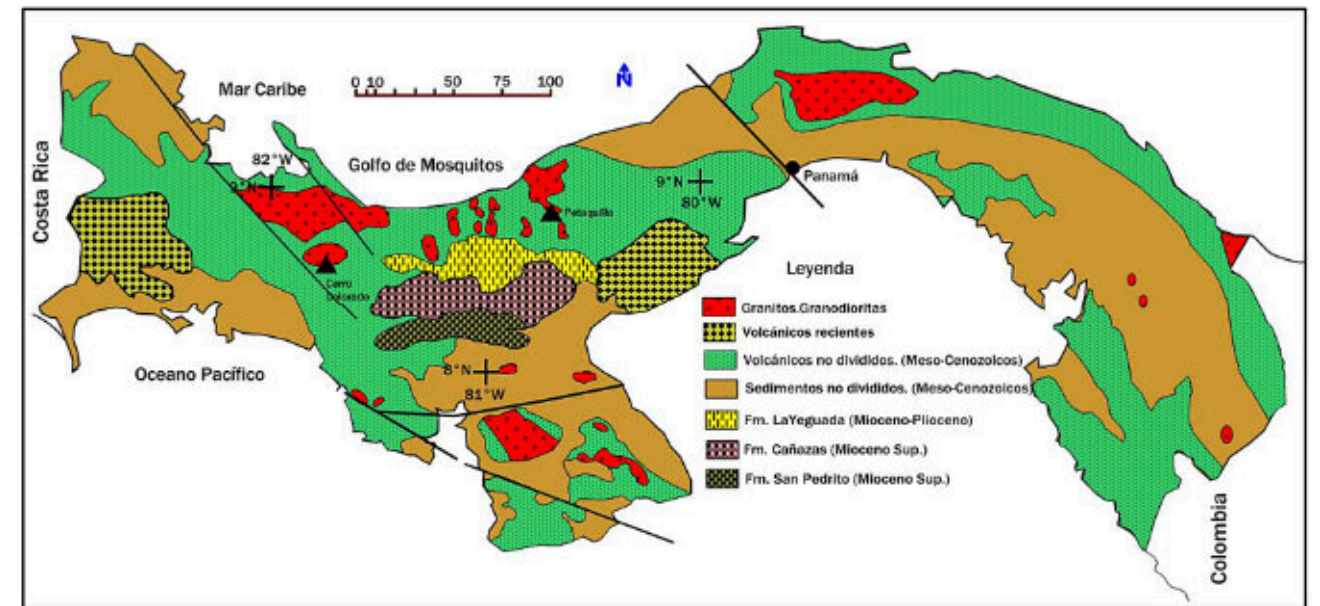 Mar Caribe
0 10 50 75 100
N
Costa Rica
82°W
9°N
Golfo de Mosquitos
Petaquilla
9°N
80°W
Panamá
Cerro
Colorado
Oceano Pacífico
8°N
81°W
Leyenda
Granitos.Granodioritas
Volcánicos recientes
Volcánicos no divididos. (Meso-Cenozoicos)
Sedimentos no divididos. (Meso-Cenozoicos)
Fm. LaYeguada (Mioceno-Plioceno)
Fm. Cañazas (Mioceno Sup.)
Fm. San Pedrito (Mioceno Sup.)
Colombia